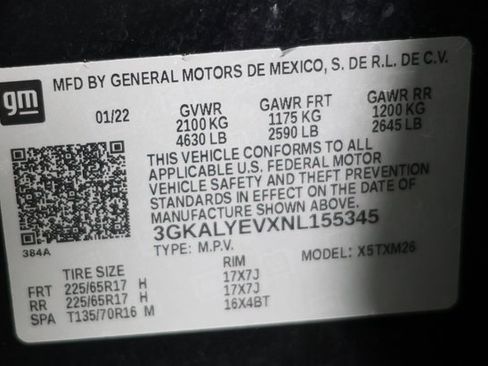 gm
MFD BY GENERAL MOTORS DE MEXICO, S. DE R.L. DE C.V.
01/22 GVWR GAWR FRT GAWR RR
2100 KG 1175 KG 1200 KG
4630 LB 2590 LB 2645 LB
THIS VEHICLE CONFORMS TO ALL
APPLICABLE U.S. FEDERAL MOTOR
VEHICLE SAFETY AND THEFT PREVENTION
STANDARDS IN EFFECT ON THE DATE OF
MANUFACTURE SHOWN ABOVE.
3GKALYEVXNL155345
384A TYPE: M.P.V. MODEL: X5TXM26
TIRE SIZE RIM
FRT 225/65R17 H 17X7J
RR 225/65R17 H 17X7J
SPA T135/70R16 M 16X4BT